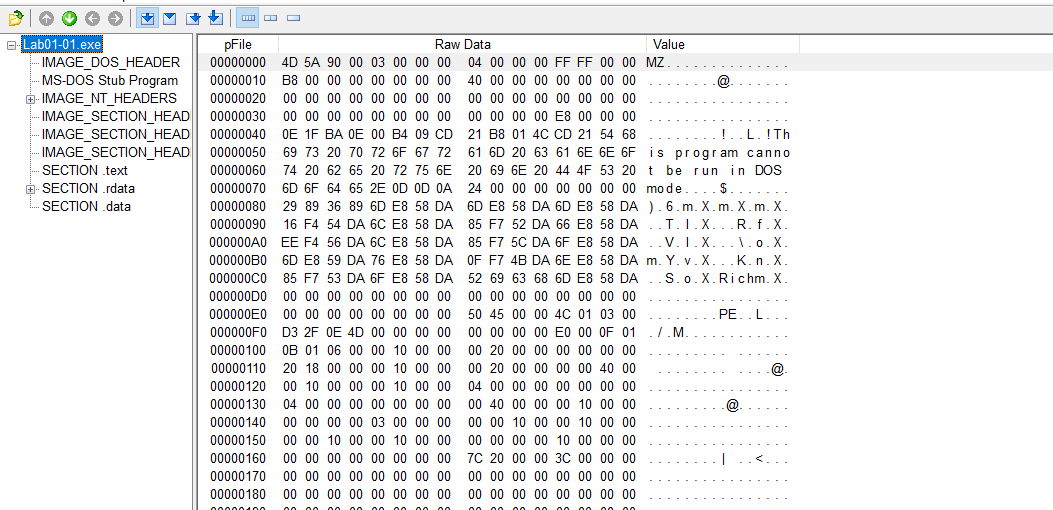 pFile Raw Data Value
Lab01-01.exe
IMAGE_DOS_HEADER
MS-DOS Stub Program
IMAGE_NT_HEADERS
IMAGE_SECTION_HEAD
IMAGE_SECTION_HEAD
IMAGE_SECTION_HEAD
SECTION .text
SECTION .rdata
SECTION .data
00000000 4D 5A 90 00 03 00 00 00 04 00 00 00 FF FF 00 00 MZ..............
00000010 B8 00 00 00 00 00 00 00 40 00 00 00 00 00 00 00 ........@.......
00000020 00 00 00 00 00 00 00 00 00 00 00 00 00 00 00 00 ................
00000030 00 00 00 00 00 00 00 00 00 00 00 00 E8 00 00 00 ................
00000040 0E 1F BA 0E 00 B4 09 CD 21 B8 01 4C CD 21 54 68 ........!..L.!Th
00000050 69 73 20 70 72 6F 67 72 61 6D 20 63 61 6E 6E 6F is program canno
00000060 74 20 62 65 20 72 75 6E 20 69 6E 20 44 4F 53 20 t be run in DOS
00000070 6D 6F 64 65 2E 0D 0D 0A 24 00 00 00 00 00 00 00 mode....$.......
00000080 29 89 36 89 6D E8 58 DA 6D E8 58 DA 6D E8 58 DA ).6.m.X.m.X.m.X.
00000090 16 F4 54 DA 6C E8 58 DA 85 F7 52 DA 66 E8 58 DA ..T.l.X...R.f.X.
000000A0 EE F4 56 DA 6C E8 58 DA 85 F7 5C DA 6F E8 58 DA ..V.l.X...\.o.X.
000000B0 6D E8 59 DA 76 E8 58 DA 0F F7 4B DA 6E E8 58 DA m.Y.v.X...K.n.X.
000000C0 85 F7 53 DA 6F E8 58 DA 52 69 63 68 6D E8 58 DA ..S.o.X.Richm.X.
000000D0 00 00 00 00 00 00 00 00 00 00 00 00 00 00 00 00 ................
000000E0 00 00 00 00 00 00 00 00 50 45 00 00 4C 01 03 00 ........PE..L...
000000F0 D3 2F 0E 4D 00 00 00 00 00 00 00 00 E0 00 0F 01 ./.M............
00000100 0B 01 06 00 00 10 00 00 00 20 00 00 00 00 00 00 ......... ......
00000110 20 18 00 00 00 10 00 00 00 20 00 00 00 00 40 00 ........ ....@.
00000120 00 10 00 00 00 10 00 00 04 00 00 00 00 00 00 00 ................
00000130 04 00 00 00 00 00 00 00 00 40 00 00 00 10 00 00 .........@......
00000140 00 00 00 00 03 00 00 00 00 00 10 00 00 10 00 00 ................
00000150 00 00 10 00 00 10 00 00 00 00 00 00 10 00 00 00 ................
00000160 00 00 00 00 00 00 00 00 7C 20 00 00 3C 00 00 00 ........| ..<...
00000170 00 00 00 00 00 00 00 00 00 00 00 00 00 00 00 00 ................
00000180 00 00 00 00 00 00 00 00 00 00 00 00 00 00 00 00 ................